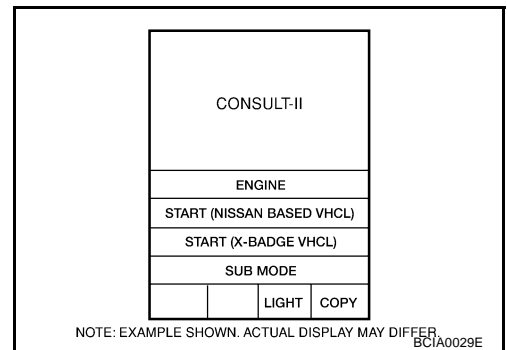 CONSULT-II
ENGINE
START (NISSAN BASED VHCL)
START (X-BADGE VHCL)
SUB MODE
LIGHT COPY
NOTE: EXAMPLE SHOWN. ACTUAL DISPLAY MAY DIFFER.
BCIA0029E